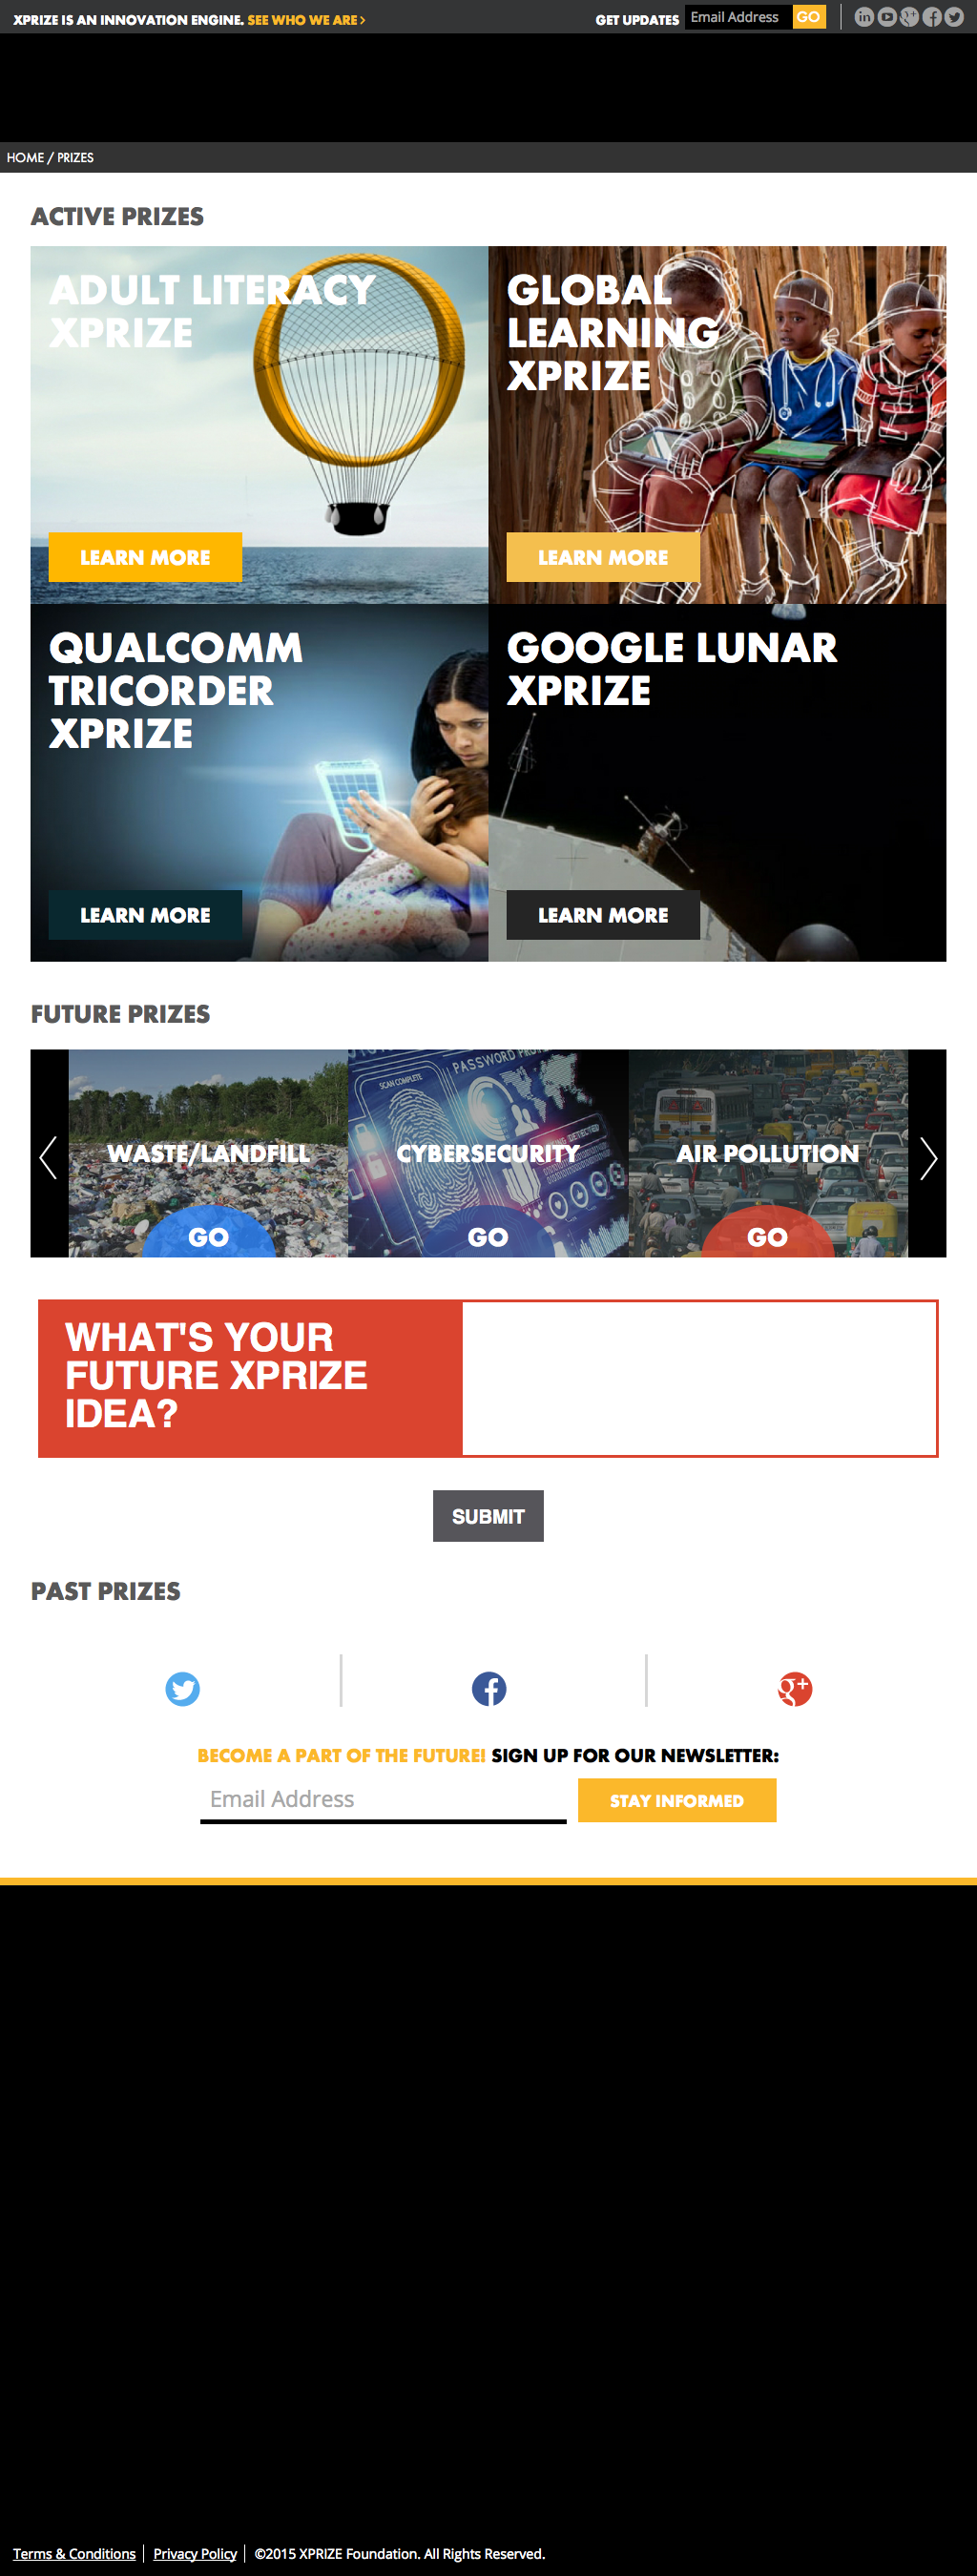 XPRIZE IS AN INNOVATION ENGINE. SEE WHO WE ARE >
GET UPDATES Email Address GO
HOME / PRIZES
ACTIVE PRIZES
ADULT LITERACY
XPRIZE
LEARN MORE
GLOBAL
LEARNING
XPRIZE
LEARN MORE
QUALCOMM
TRICORDER
XPRIZE
LEARN MORE
GOOGLE LUNAR
XPRIZE
LEARN MORE
FUTURE PRIZES
WASTE/LANDFILL
GO
SCAN COMPLETE
PASSWORD
CYBERSECURITY
GO
AIR POLLUTION
GO
WHAT'S YOUR
FUTURE XPRIZE
IDEA?
SUBMIT
PAST PRIZES
BECOME A PART OF THE FUTURE! SIGN UP FOR OUR NEWSLETTER:
Email Address
STAY INFORMED
Terms & Conditions | Privacy Policy | ©2015 XPRIZE Foundation. All Rights Reserved.